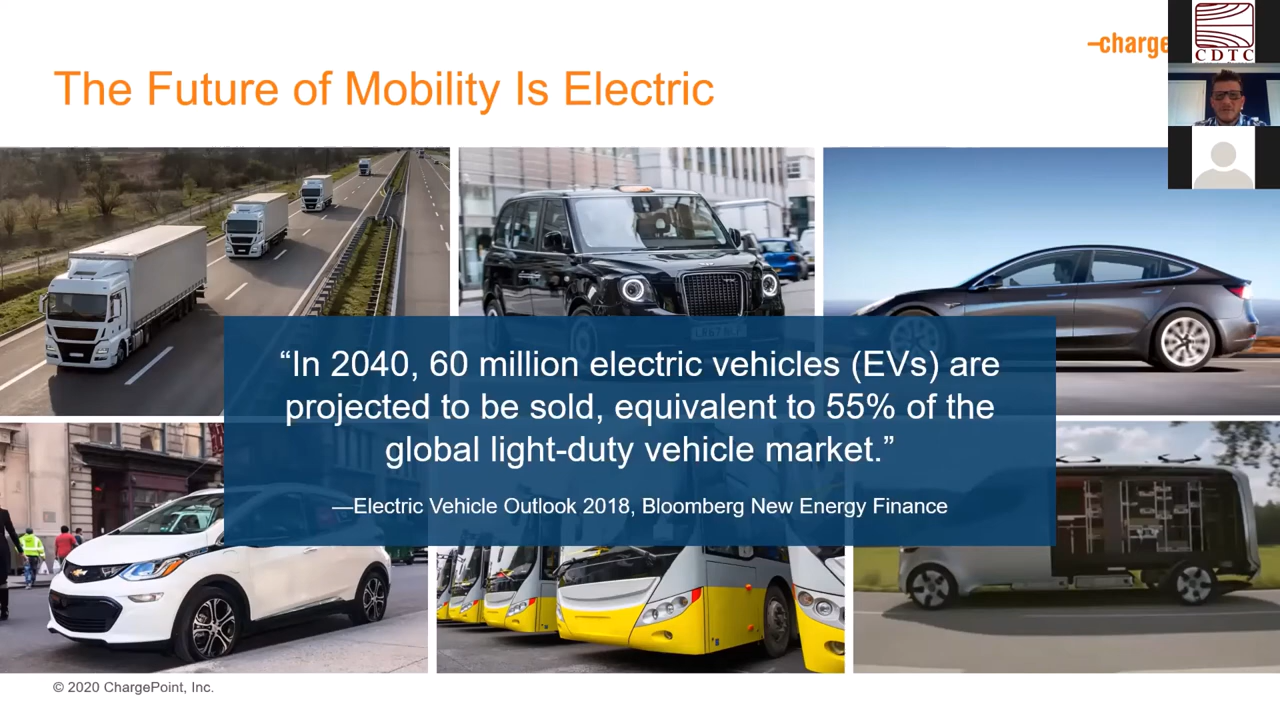 –charge
CDTC
The Future of Mobility Is Electric
“In 2040, 60 million electric vehicles (EVs) are
projected to be sold, equivalent to 55% of the
global light-duty vehicle market.”
—Electric Vehicle Outlook 2018, Bloomberg New Energy Finance
© 2020 ChargePoint, Inc.